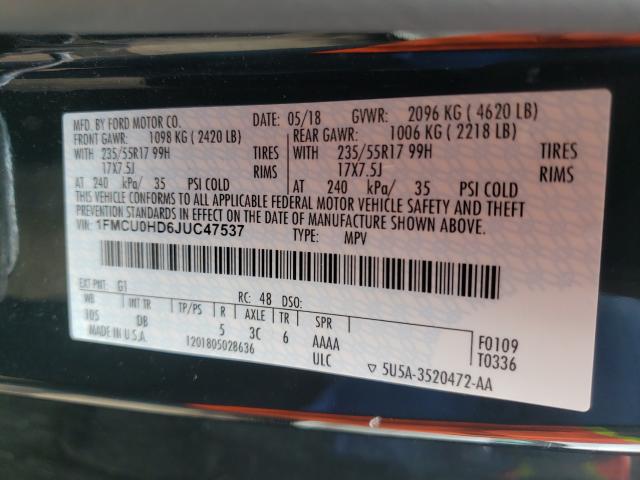 MFD. BY FORD MOTOR CO. DATE: 05/18 GVWR: 2096 KG ( 4620 LB)
FRONT GAWR: 1098 KG ( 2420 LB) REAR GAWR: 1006 KG ( 2218 LB)
WITH 235/55R17 99H TIRES WITH 235/55R17 99H TIRES
17X7.5J RIMS 17X7.5J RIMS
AT 240 kPa/ 35 PSI COLD AT 240 kPa/ 35 PSI COLD
THIS VEHICLE CONFORMS TO ALL APPLICABLE FEDERAL MOTOR VEHICLE SAFETY AND THEFT
PREVENTION STANDARDS IN EFFECT ON THE DATE OF MANUFACTURE SHOWN ABOVE.
VIN: 1FMCU0HD6JUC47537 TYPE: MPV
EXT PNT: G1 RC: 48 DSO:
WB INT TR TP/PS R AXLE TR SPR
105 DB 5 3C 6 AAAA F0109
MADE IN U.S.A. 1201805028636 ULC T0336
▽ 5U5A-3520472-AA